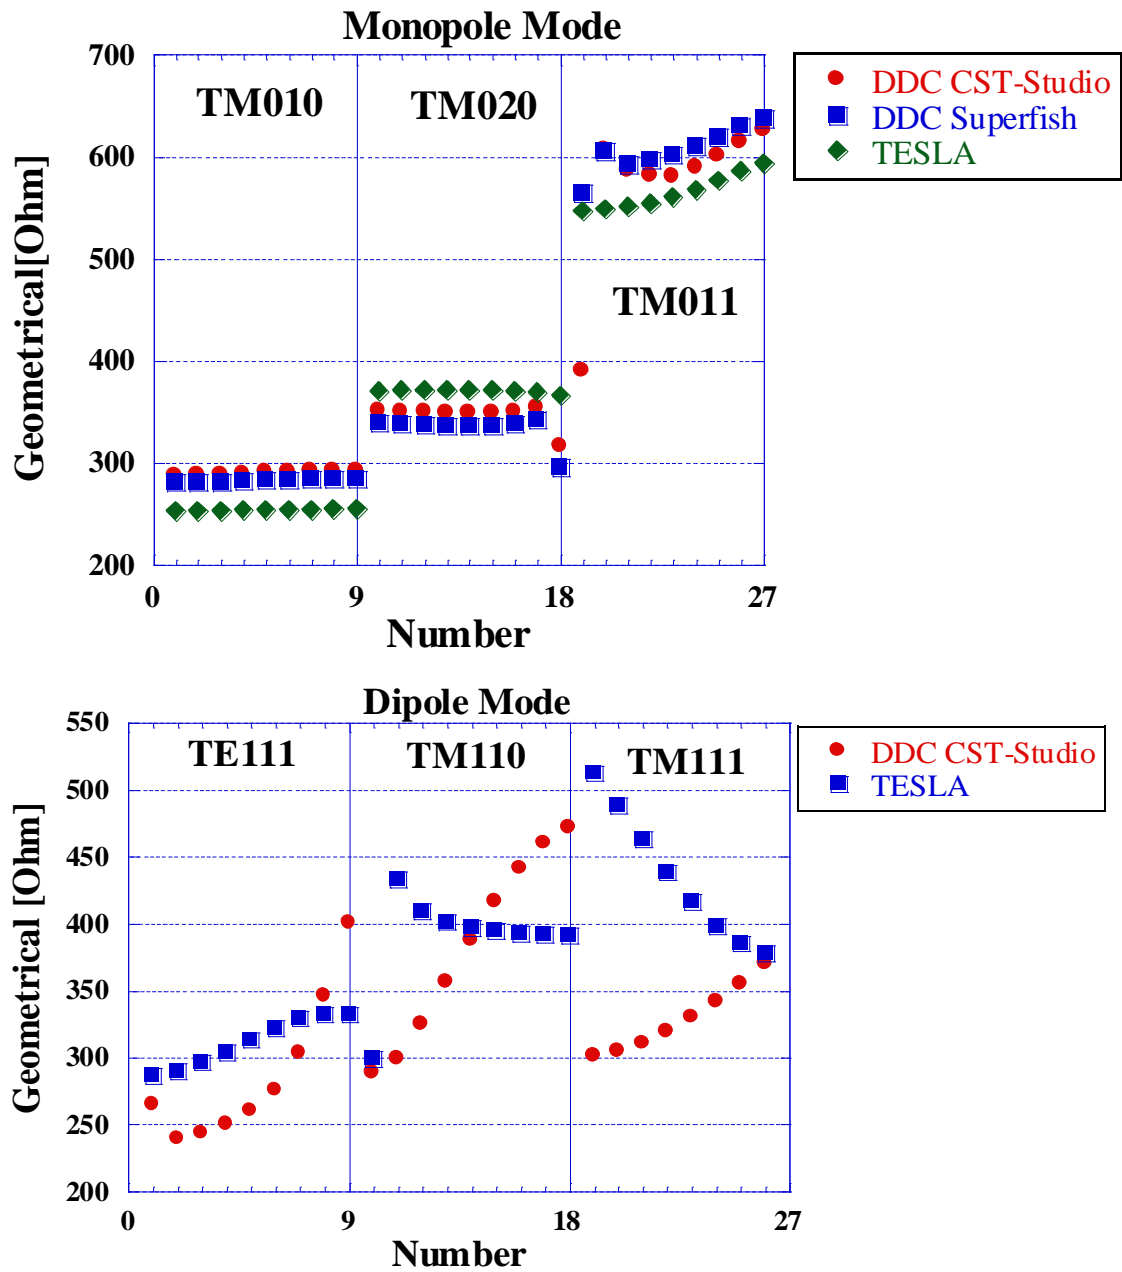 Monopole Mode
700
600
500
400
300
200
Geometrical[Ohm]
TM010
TM020
TM011
DDC CST-Studio
DDC Superfish
TESLA
0
9
18
27
Number
Dipole Mode
550
500
450
400
350
300
250
200
Geometrical [Ohm]
TE111
TM110
TM111
DDC CST-Studio
TESLA
0
9
18
27
Number